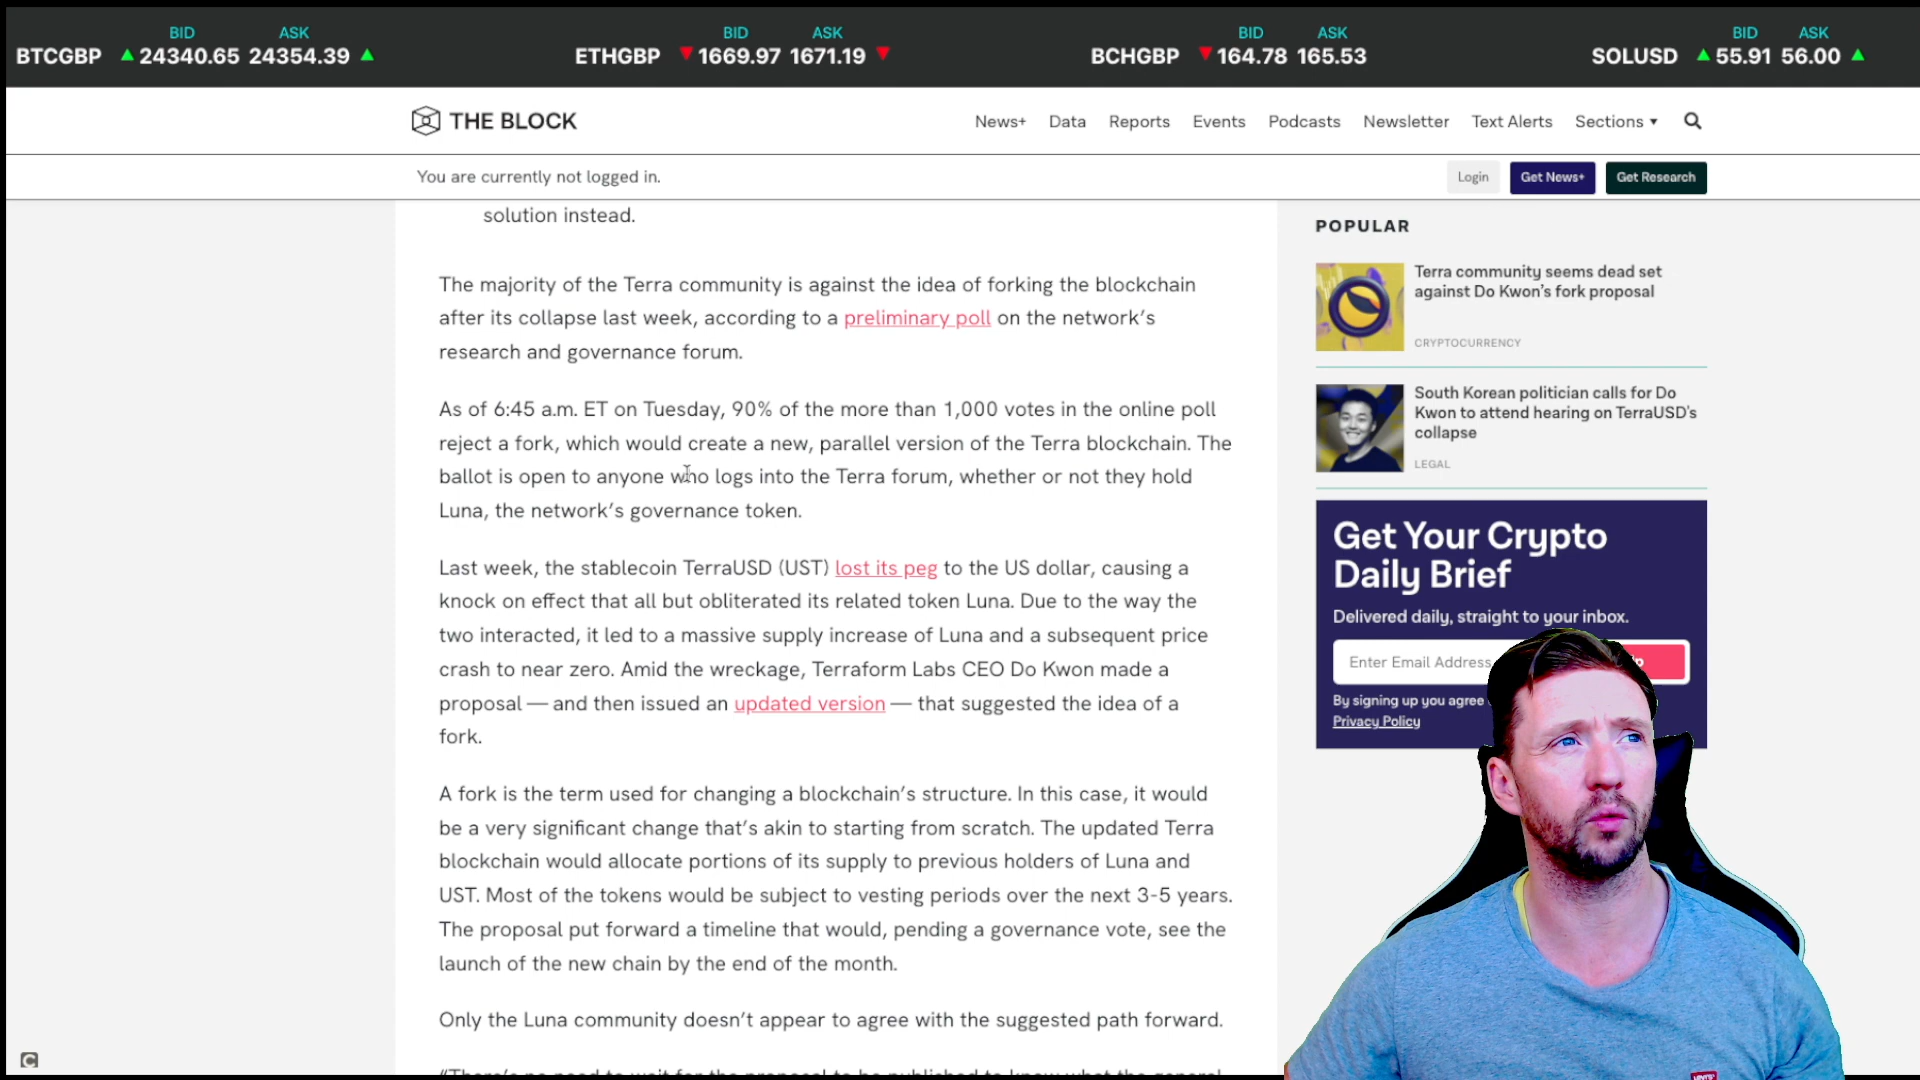 BID ASK
BTCGBP 24340.65 24354.39
BID ASK
ETHGBP 1669.97 1671.19
BID ASK
BCHGBP 164.78 165.53
BID ASK
SOLUSD 55.91 56.00
THE BLOCK
News+ Data Reports Events Podcasts Newsletter Text Alerts Sections
You are currently not logged in.
Login Get News+ Get Research
solution instead.
The majority of the Terra community is against the idea of forking the blockchain
after its collapse last week, according to a preliminary poll on the network’s
research and governance forum.
As of 6:45 a.m. ET on Tuesday, 90% of the more than 1,000 votes in the online poll
reject a fork, which would create a new, parallel version of the Terra blockchain. The
ballot is open to anyone who logs into the Terra forum, whether or not they hold
Luna, the network’s governance token.
Last week, the stablecoin TerraUSD (UST) lost its peg to the US dollar, causing a
knock on effect that all but obliterated its related token Luna. Due to the way the
two interacted, it led to a massive supply increase of Luna and a subsequent price
crash to near zero. Amid the wreckage, Terraform Labs CEO Do Kwon made a
proposal — and then issued an updated version — that suggested the idea of a
fork.
A fork is the term used for changing a blockchain’s structure. In this case, it would
be a very significant change that’s akin to starting from scratch. The updated Terra
blockchain would allocate portions of its supply to previous holders of Luna and
UST. Most of the tokens would be subject to vesting periods over the next 3-5 years.
The proposal put forward a timeline that would, pending a governance vote, see the
launch of the new chain by the end of the month.
Only the Luna community doesn’t appear to agree with the suggested path forward.
POPULAR
Terra community seems dead set
against Do Kwon’s fork proposal
CRYPTOCURRENCY
South Korean politician calls for Do
Kwon to attend hearing on TerraUSD’s
collapse
LEGAL
Get Your Crypto
Daily Brief
Delivered daily, straight to your inbox.
Enter Email Address
By signing up you agree
Privacy Policy